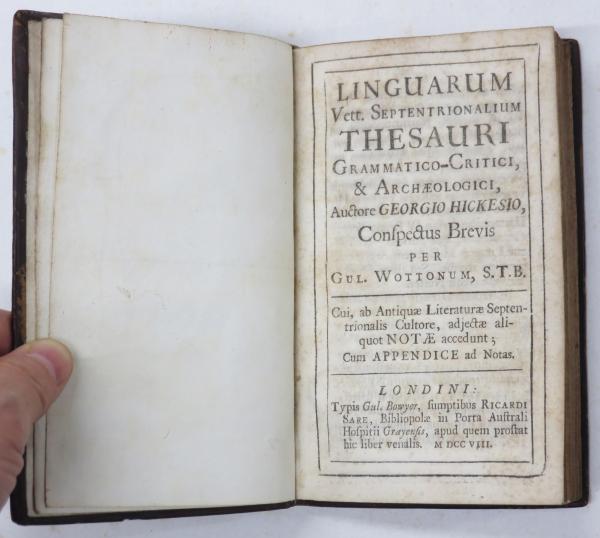 LINGUARUM
Vett. SEPTENTRIONALIUM
THESAURI
GRAMMATICO-CRITICI,
& ARCHÆOLOGICI,
Auctore GEORGIO HICKESIO,
Conſpectus Brevis
PER
GUL. WOTTONUM, S.T.B.
Cui, ab Antiquæ Literaturæ Septen-
trionalis Cultore, adjectæ ali-
quot NOTÆ accedunt;
Cum APPENDICE ad Notas.
LONDINI:
Typis Gul. Bowyer, ſumptibus RICARDI
SARE, Bibliopolæ in Porta Auſtrali
Hoſpitii Grayenſis, apud quem proſtat
hic liber venalis. M DCC VIII.